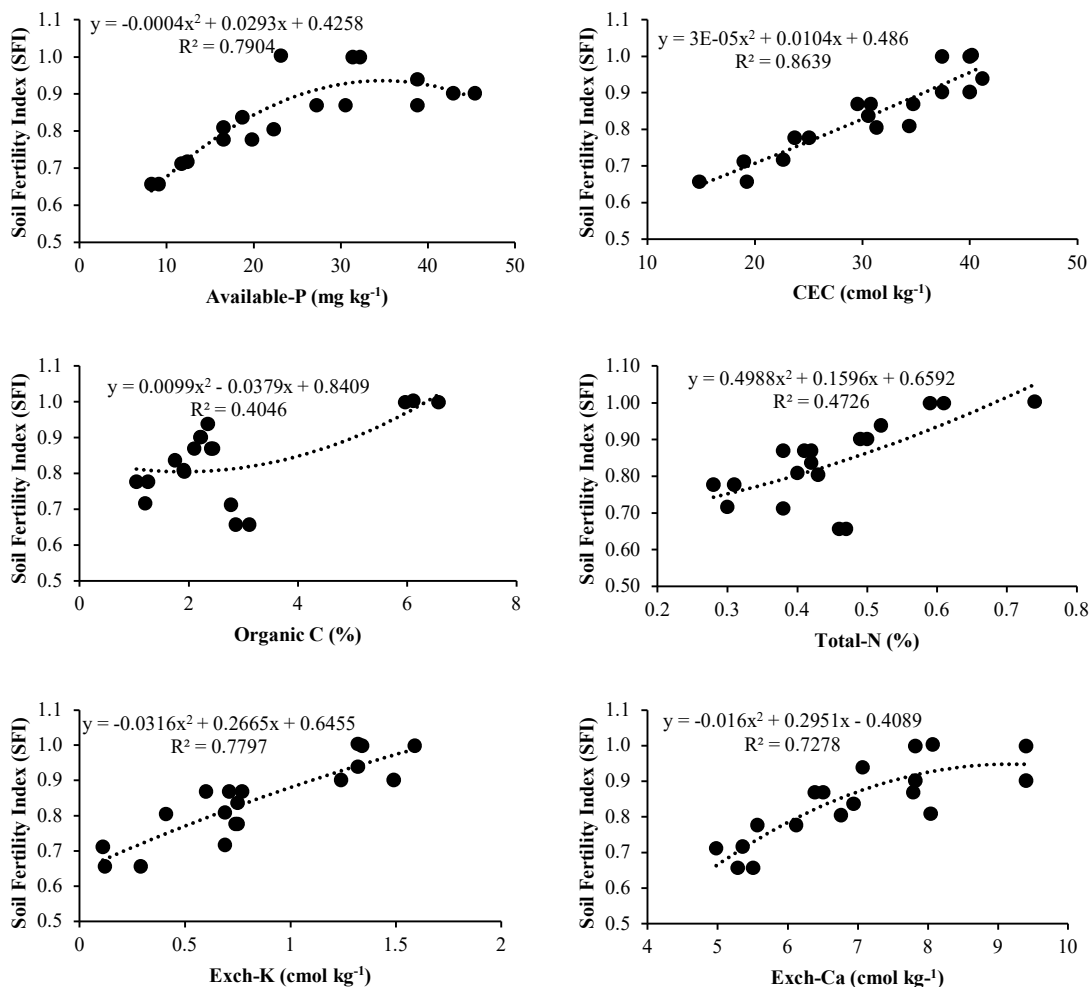 y = -0.0004x² + 0.0293x + 0.4258
R² = 0.7904
Soil Fertility Index (SFI)
1.1
1.0
0.9
0.8
0.7
0.6
0.5
0 10 20 30 40 50
Available-P (mg kg⁻¹)
y = 3E-05x² + 0.0104x + 0.486
R² = 0.8639
Soil Fertility Index (SFI)
1.1
1.0
0.9
0.8
0.7
0.6
0.5
10 20 30 40 50
CEC (cmol kg⁻¹)
y = 0.0099x² - 0.0379x + 0.8409
R² = 0.4046
Soil Fertility Index (SFI)
1.1
1.0
0.9
0.8
0.7
0.6
0.5
0 2 4 6 8
Organic C (%)
y = 0.4988x² + 0.1596x + 0.6592
R² = 0.4726
Soil Fertility Index (SFI)
1.10
1.00
0.90
0.80
0.70
0.60
0.50
0.2 0.3 0.4 0.5 0.6 0.7 0.8
Total-N (%)
y = -0.0316x² + 0.2665x + 0.6455
R² = 0.7797
Soil Fertility Index (SFI)
1.1
1.0
0.9
0.8
0.7
0.6
0.5
0 0.5 1 1.5 2
Exch-K (cmol kg⁻¹)
y = -0.016x² + 0.2951x - 0.4089
R² = 0.7278
Soil Fertility Index (SFI)
1.1
1.0
0.9
0.8
0.7
0.6
0.5
4 5 6 7 8 9 10
Exch-Ca (cmol kg-¹)